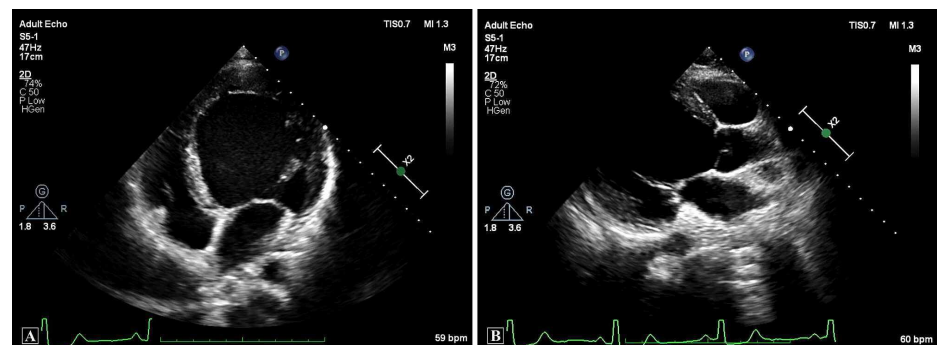 Adult Echo
TIS0.7 MI 1.3
S5-1
47Hz
17cm
M3
2D
74%
C 50
P Low
HGen
P
X2
G
P R
1.8 3.6
A
59 bpm
Adult Echo
TIS0.7 MI 1.3
S5-1
47Hz
17cm
M3
2D
72%
C 50
P Low
HGen
P
X2
G
P R
1.8 3.6
B
60 bpm